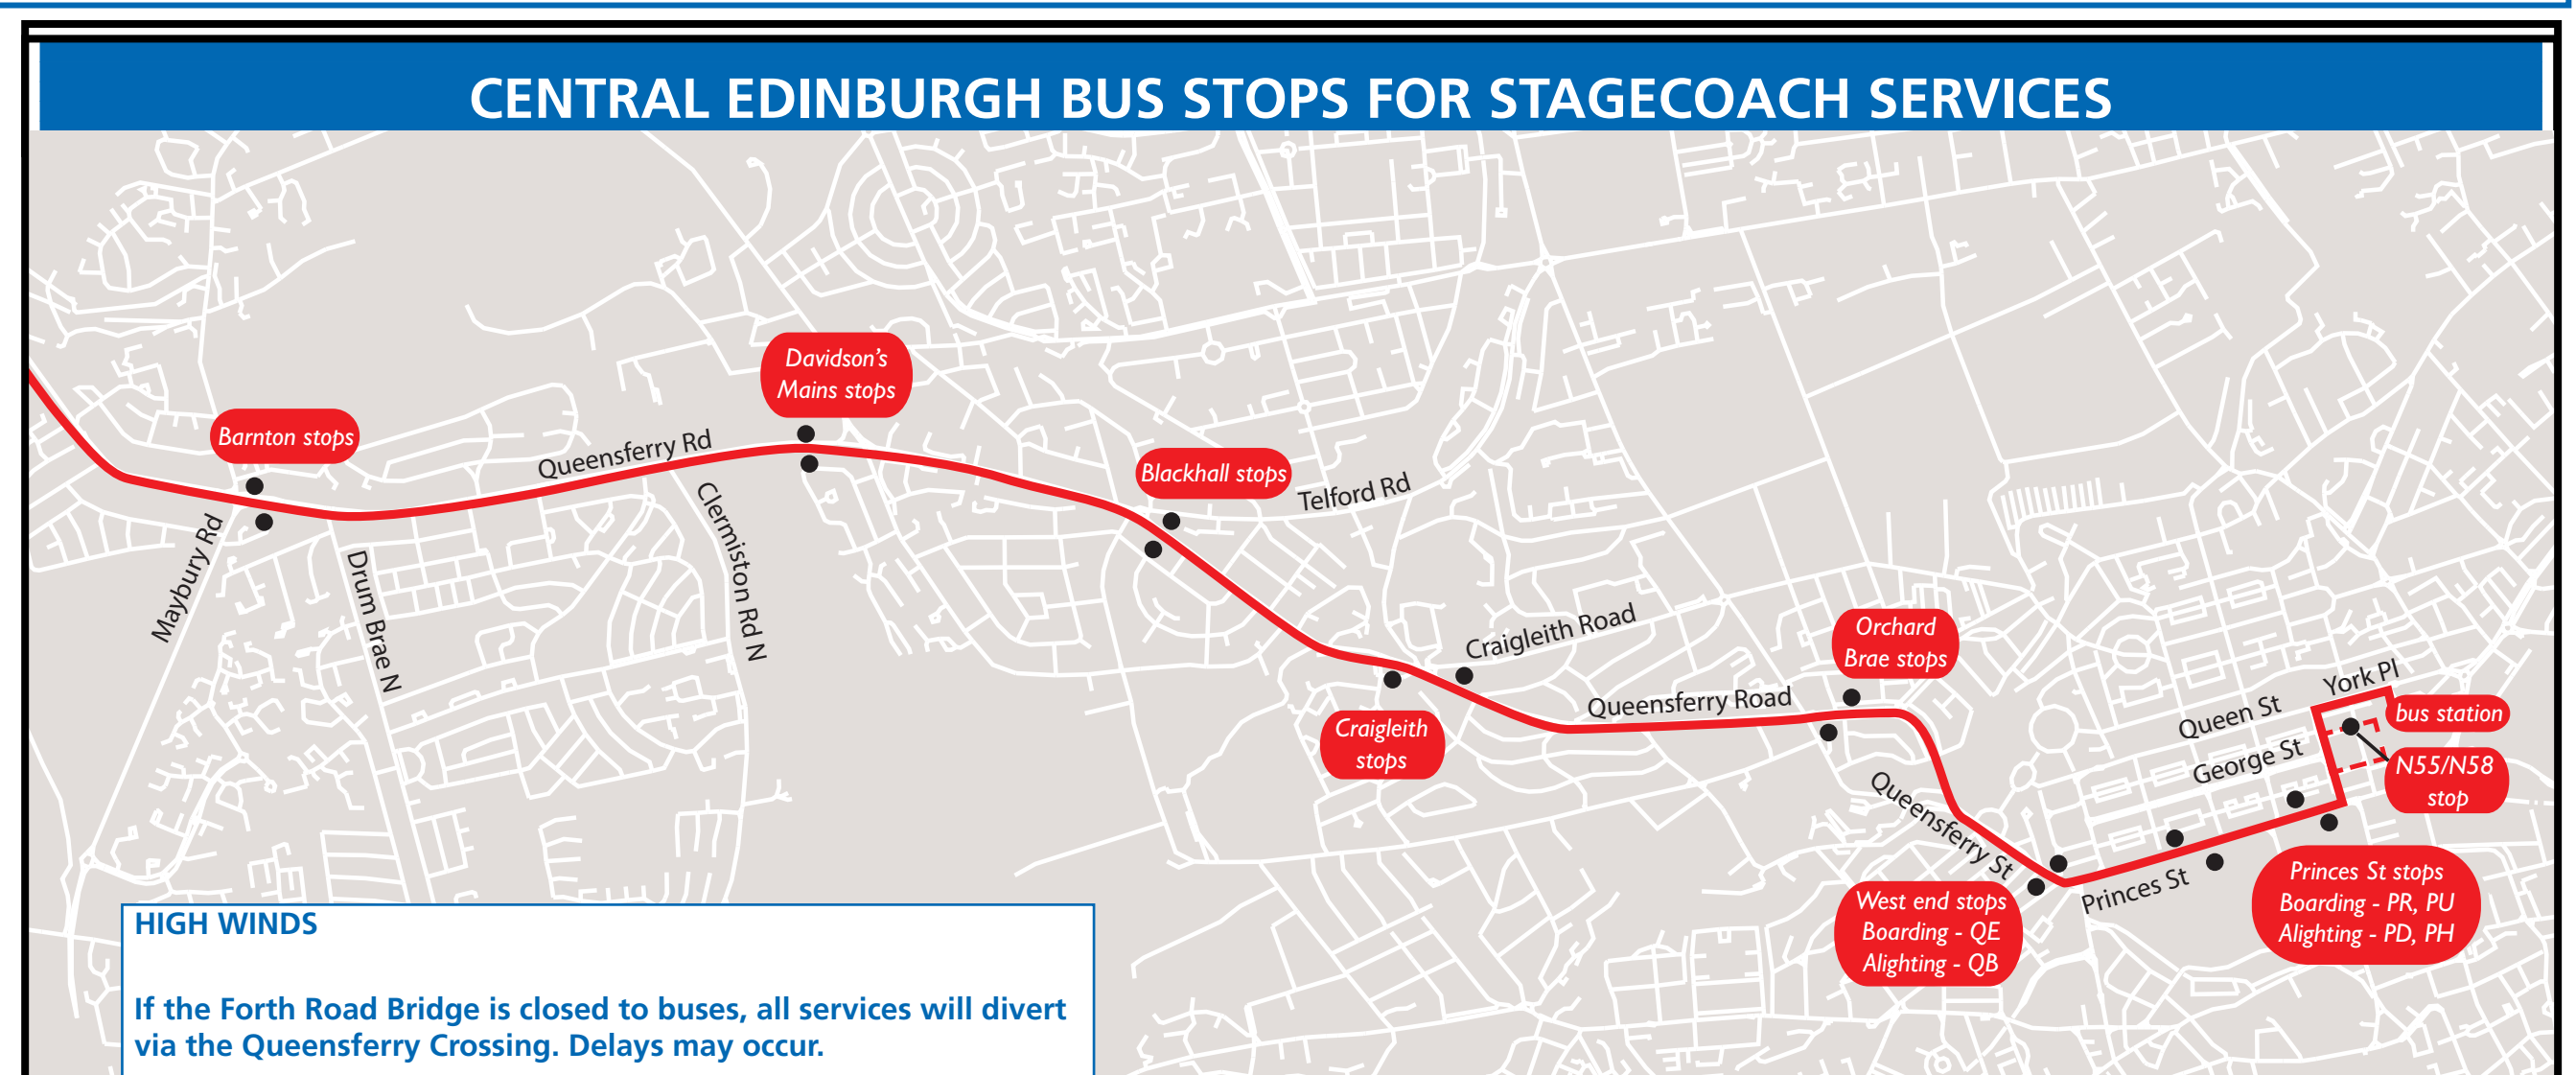 CENTRAL EDINBURGH BUS STOPS FOR STAGECOACH SERVICES
Davidson's
Mains stops
Barnton stops
Queensferry Rd
Blackhall stops
Telford Rd
Clermiston Rd N
Maybury Rd
Drum Brae N
Craigleith Road
Orchard
Brae stops
Craigleith
stops
Queensferry Road
York Pl
Queen St
bus station
George St
N55/N58
stop
Queensferry St
Princes St
West end stops
Boarding - QE
Alighting - QB
Princes St stops
Boarding - PR, PU
Alighting - PD, PH
HIGH WINDS
If the Forth Road Bridge is closed to buses, all services will divert
via the Queensferry Crossing. Delays may occur.